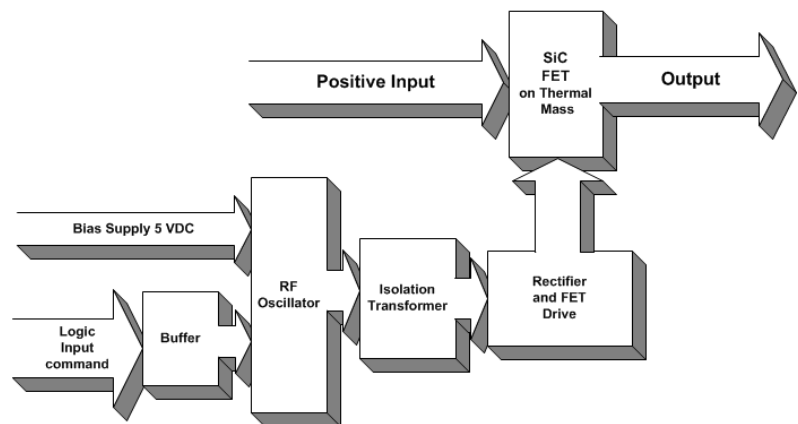 Positive Input
SiC
FET
on Thermal
Mass
Output
Bias Supply 5 VDC
RF
Oscillator
Isolation
Transformer
Rectifier
and FET
Drive
Logic
Input
command
Buffer